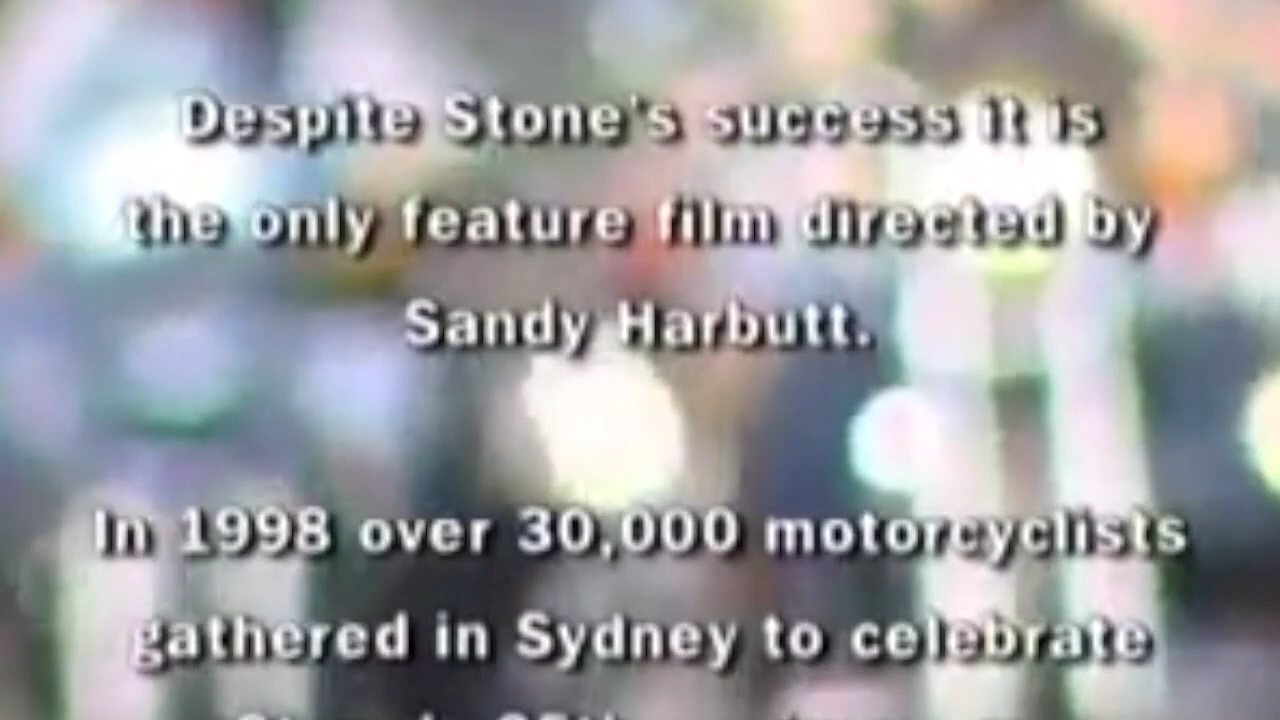 Despite Stone's success it is
the only feature film directed by
Sandy Harbutt.
In 1998 over 30,000 motorcyclists
gathered in Sydney to celebrate